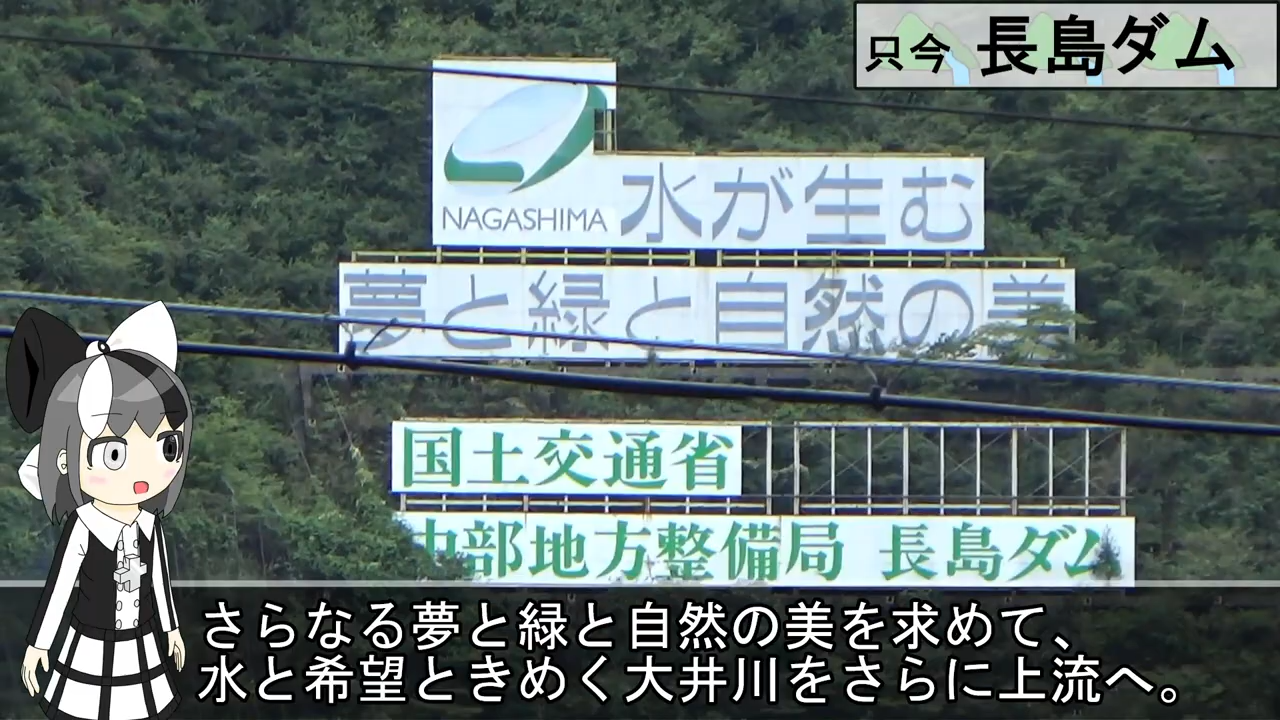 只今 長島ダム
NAGASHIMA
水が生む
夢と緑と自然の美
国土交通省
中部地方整備局 長島ダム
さらなる夢と緑と自然の美を求めて、
水と希望ときめく大井川をさらに上流へ。